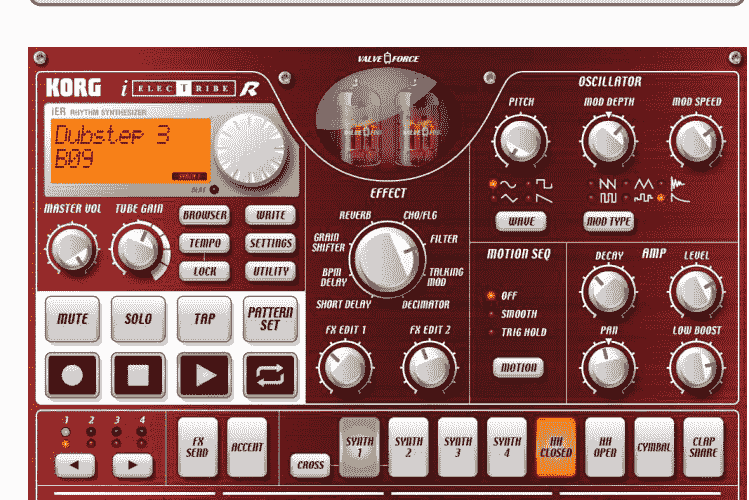 VALVE FORCE
KORG i ELECTRIBE R
iER RHYTHM SYNTHESIZER
Dubstep 3
B09
BEAT
MASTER VOL
TUBE GAIN
BROWSER
WRITE
TEMPO
SETTINGS
LOCK
UTILITY
MUTE
SOLO
TAP
PATTERN
SET
EFFECT
REVERB
CHO/FLG
GRAIN
SHIFTER
FILTER
BPM
DELAY
TALKING
MOD
SHORT DELAY
DECIMATOR
FX EDIT 1
FX EDIT 2
OSCILLATOR
PITCH
MOD DEPTH
MOD SPEED
WAVE
MOD TYPE
MOTION SEQ
OFF
SMOOTH
TRIG HOLD
MOTION
AMP
DECAY
LEVEL
PAN
LOW BOOST
1 2 3 4
FX
SEND
ACCENT
CROSS
SYNTH
1
SYNTH
2
SYNTH
3
SYNTH
4
HH
CLOSED
HH
OPEN
CYMBAL
CLAP
SNARE